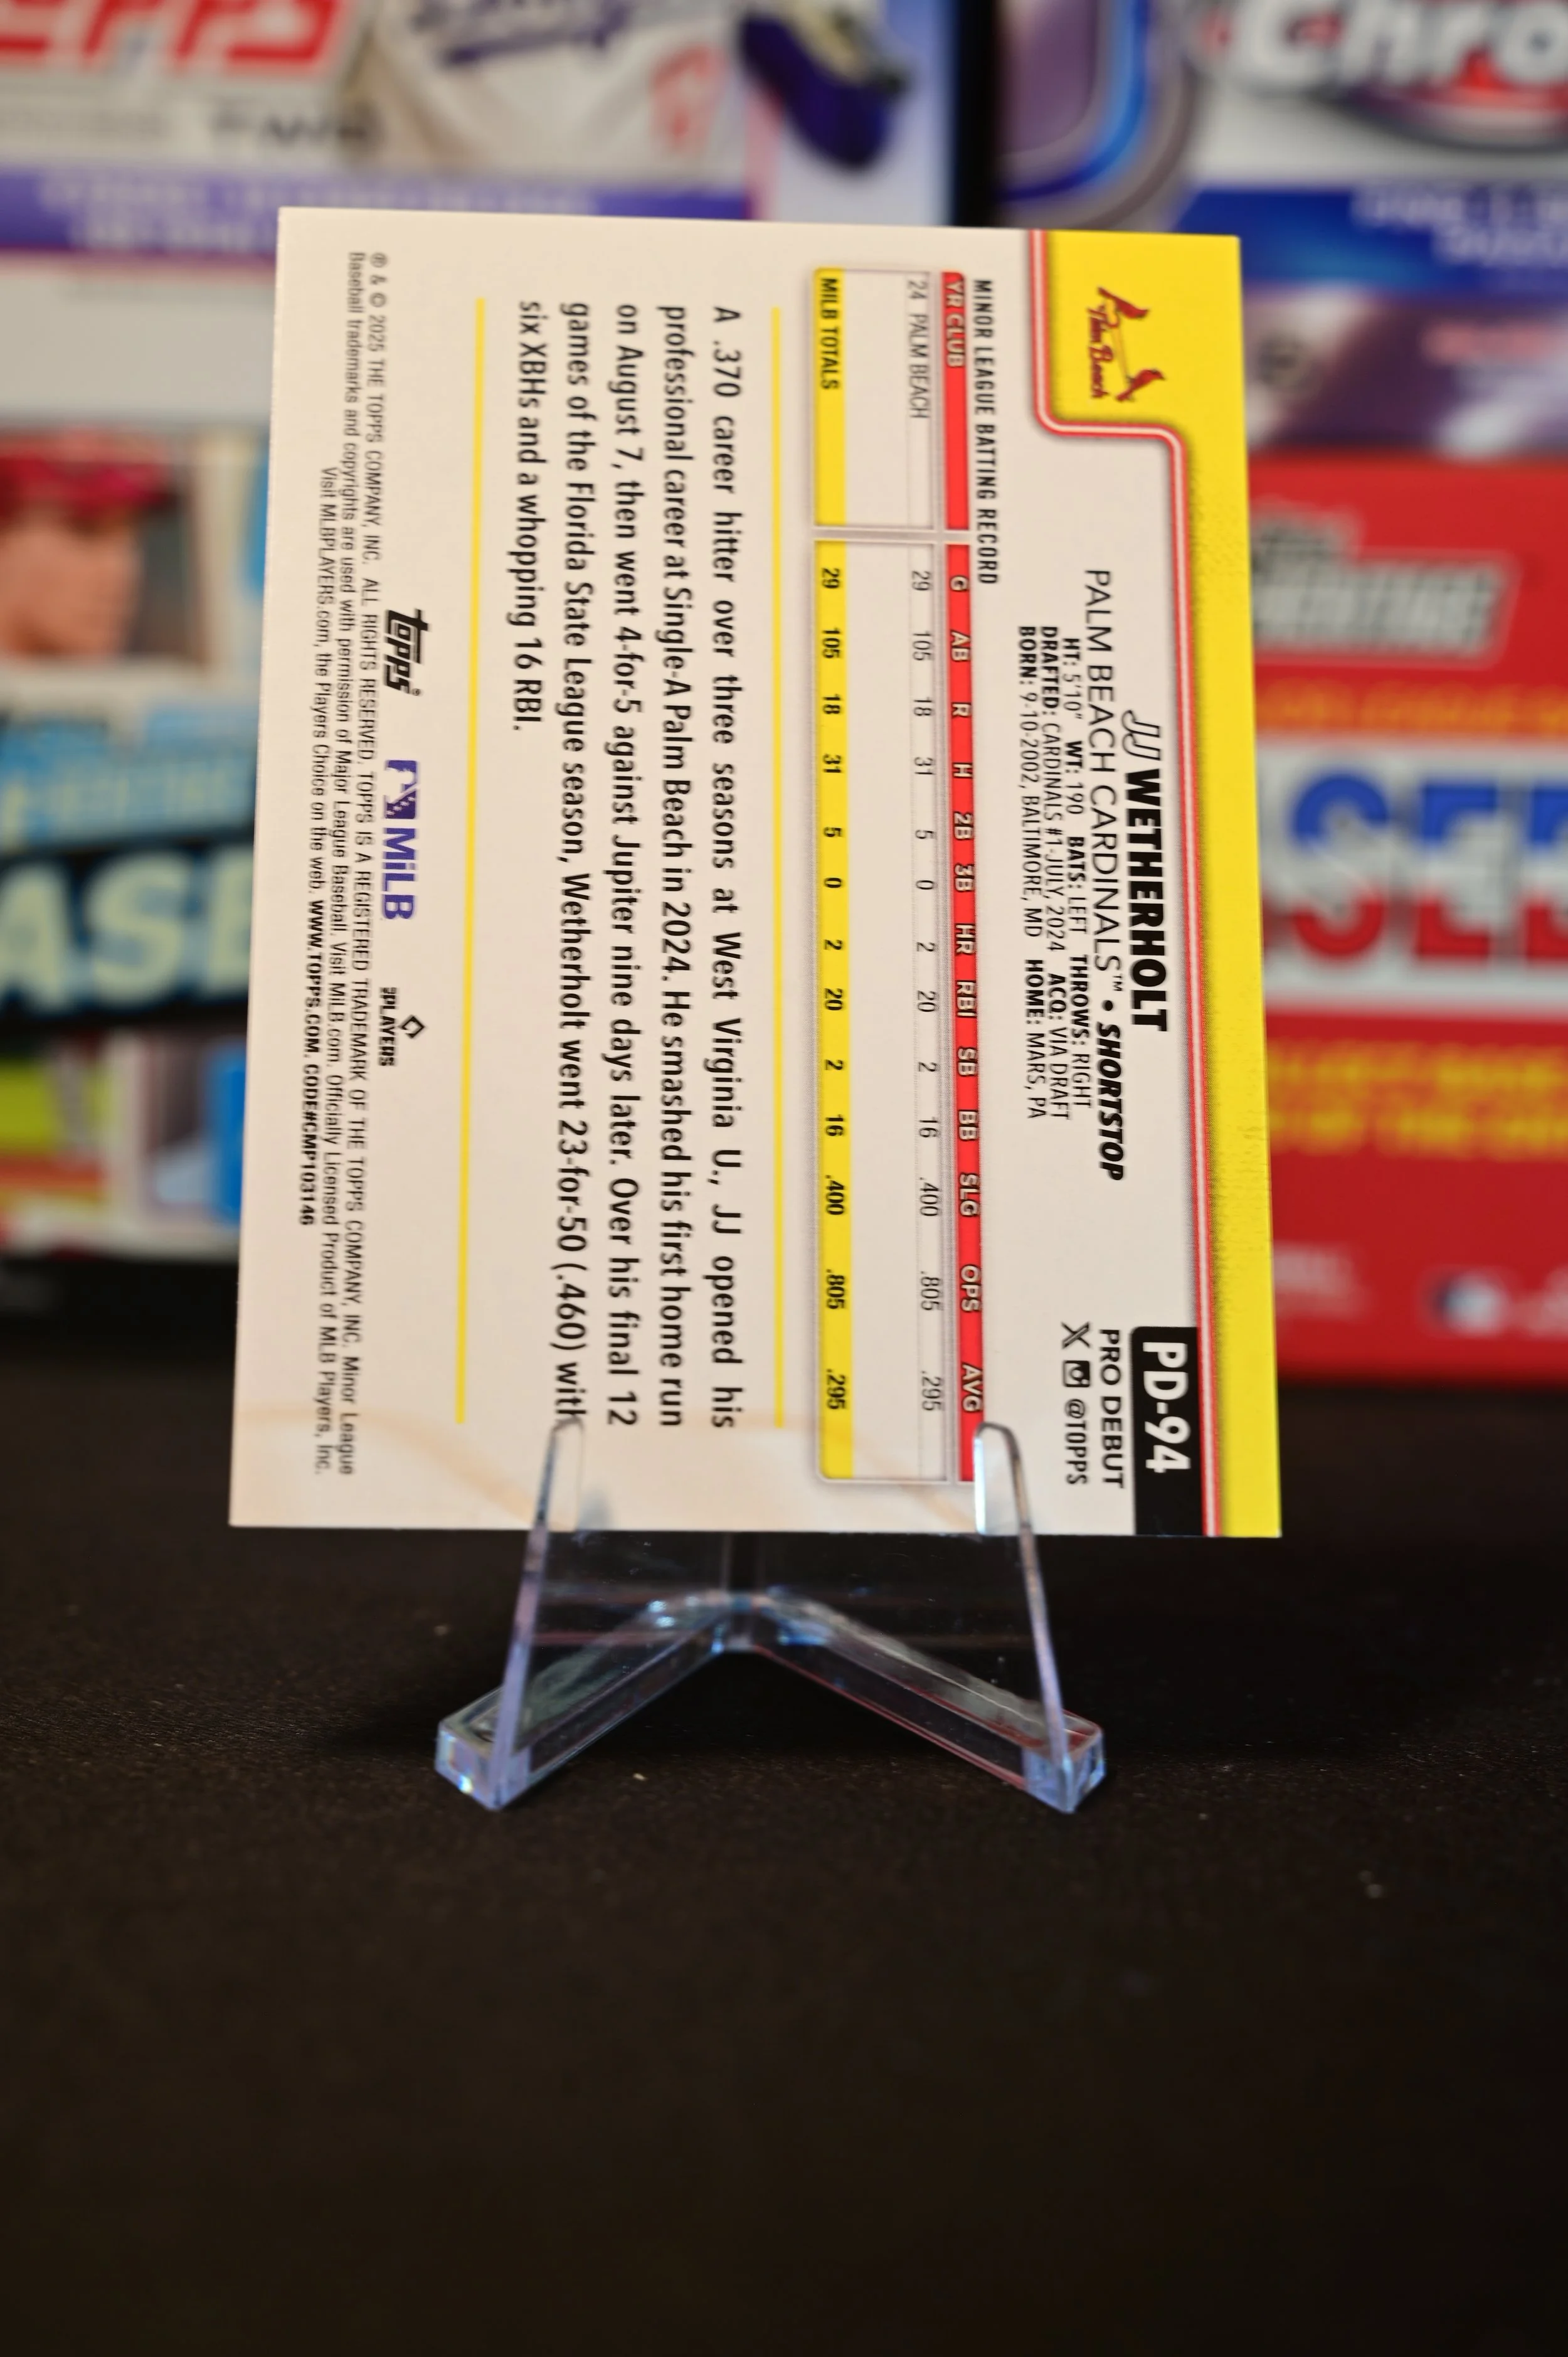 PD-94
PRO DEBUT
@TOPPS
Palm Beach
JJ WETHERHOLT
PALM BEACH CARDINALS™ • SHORTSTOP
HT: 5'10" WT: 190 BATS: LEFT THROWS: RIGHT
DRAFTED: CARDINALS #1-JULY, 2024 ACQ: VIA DRAFT
BORN: 9-10-2002, BALTIMORE, MD HOME: MARS, PA
MINOR LEAGUE BATTING RECORD
YR CLUB G AB R H 2B 3B HR RBI SB BB SLG OPS AVG
24 PALM BEACH 29 105 18 31 5 0 2 20 2 16 .400 .805 .295
MILB TOTALS 29 105 18 31 5 0 2 20 2 16 .400 .805 .295
A .370 career hitter over three seasons at West Virginia U., JJ opened his
professional career at Single-A Palm Beach in 2024. He smashed his first home run
on August 7, then went 4-for-5 against Jupiter nine days later. Over his final 12
games of the Florida State League season, Wetherholt went 23-for-50 (.460) with
six XBHs and a whopping 16 RBI.
topps MiLB PLAYERS
® & © 2025 THE TOPPS COMPANY, INC. ALL RIGHTS RESERVED. TOPPS IS A REGISTERED TRADEMARK OF THE TOPPS COMPANY, INC. Minor League
Baseball trademarks and copyrights are used with permission of Major League Baseball. Visit MiLB.com. Officially Licensed Product of MLB Players, Inc.
Visit MLBPLAYERS.com, the Players Choice on the web. WWW.TOPPS.COM. CODE#CMP103146
Chro